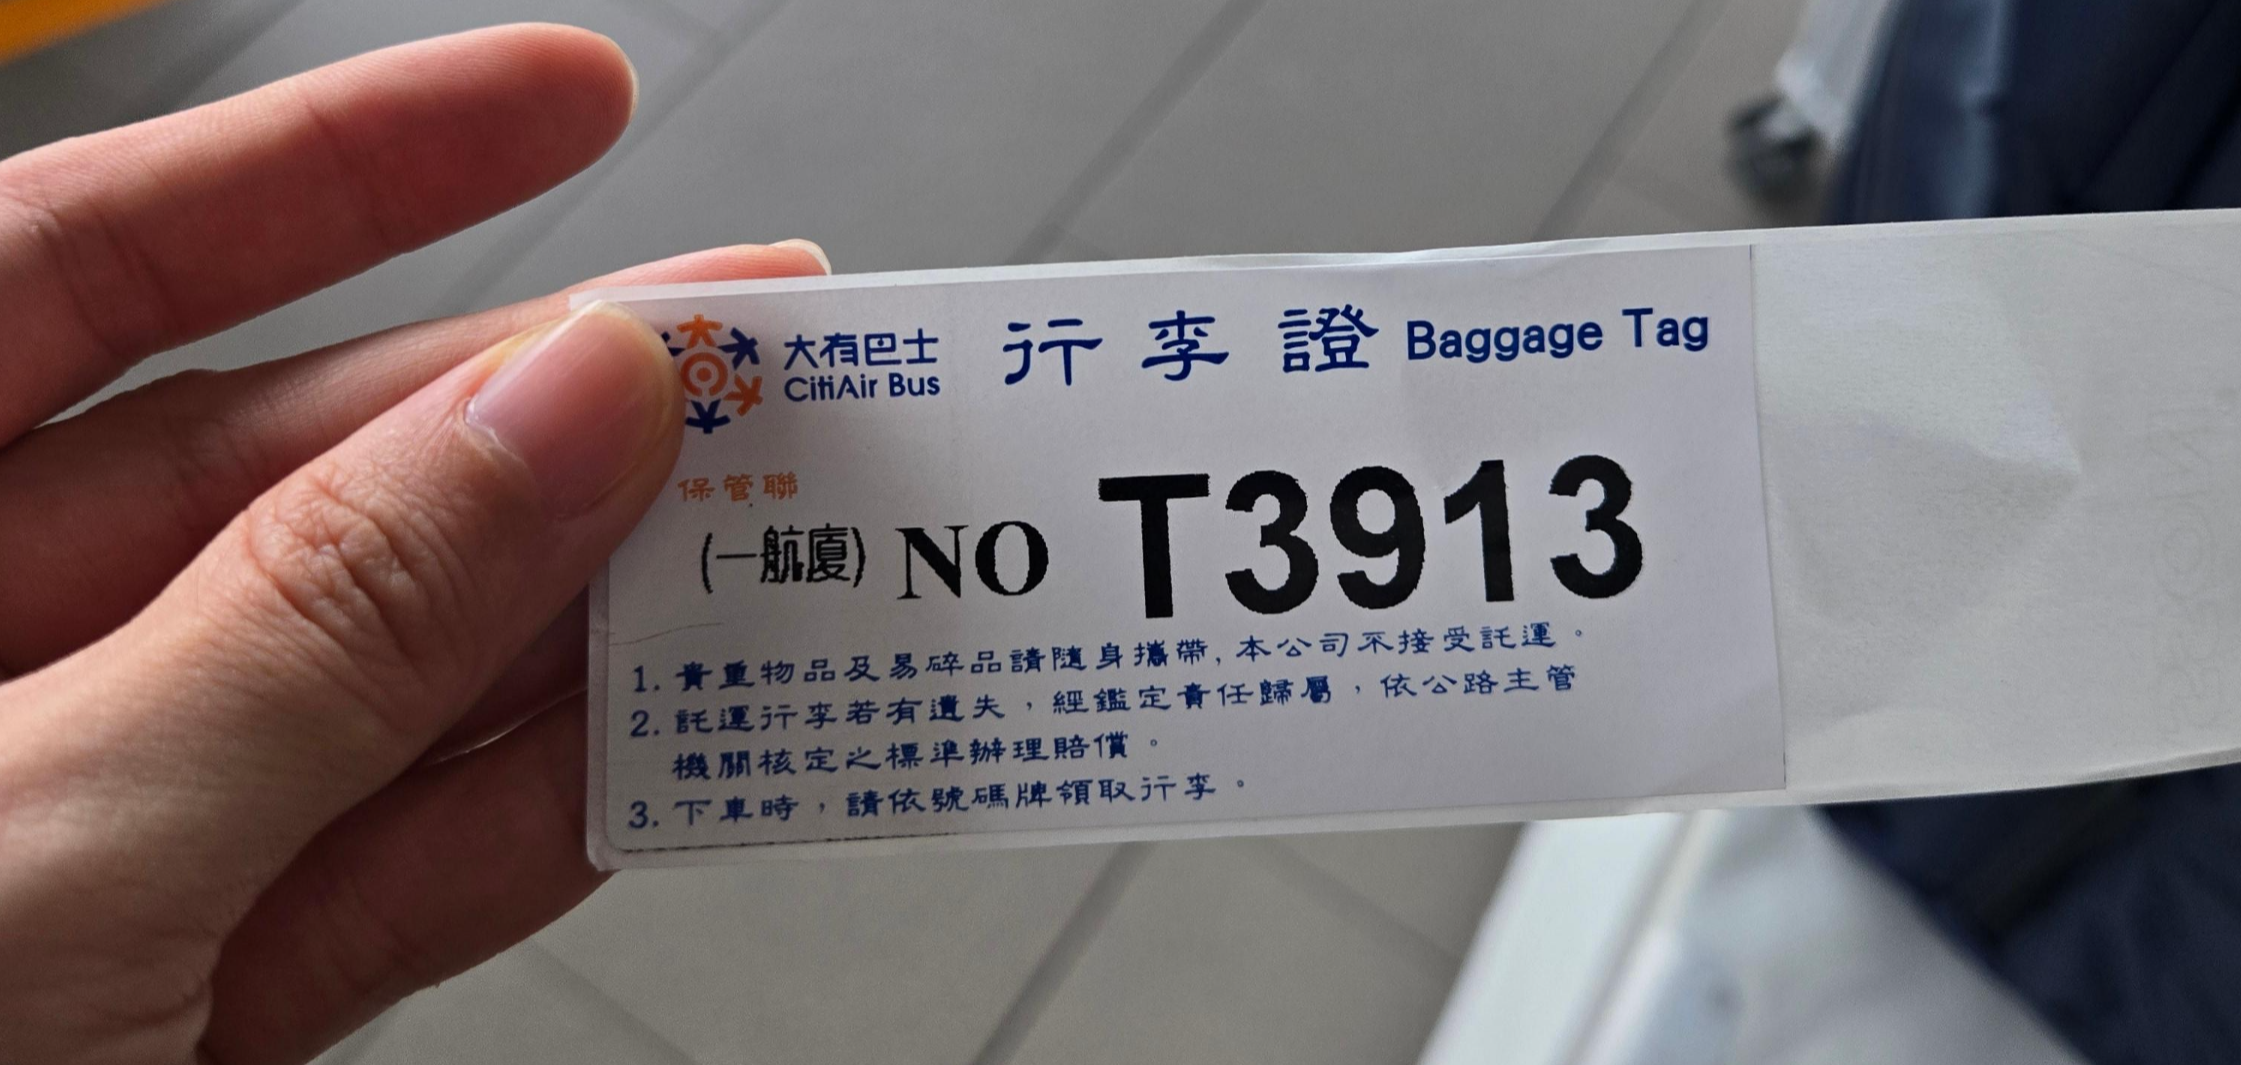 大有巴士 行李證 Baggage Tag
CitiAir Bus
保管聯
(一航廈) NO T3913
1. 貴重物品及易碎品請隨身攜帶, 本公司不接受託運。
2. 託運行李若有遺失，經鑑定責任歸屬，依公路主管
機關核定之標準辦理賠償。
3. 下車時，請依號碼牌領取行李。